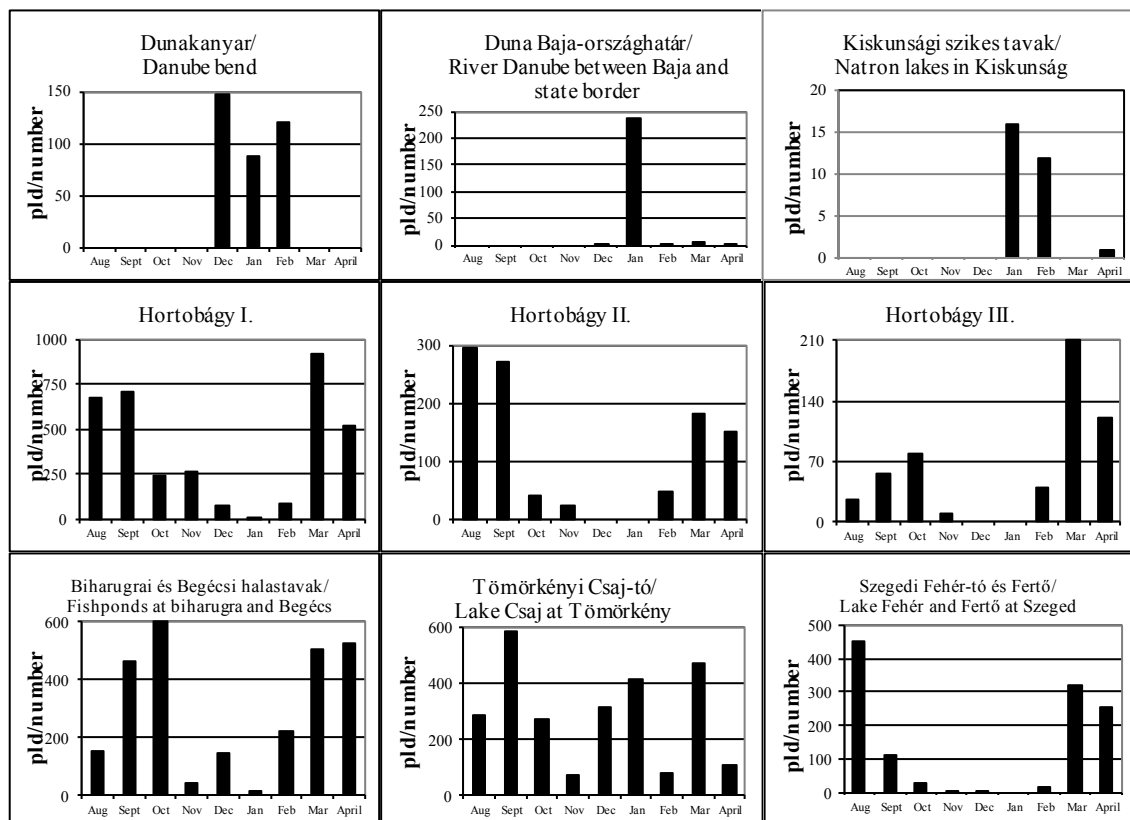 Dunakanyar/
Danube bend
pld/number
150
100
50
0
Aug Sept Oct Nov Dec Jan Feb Mar April
Duna Baja-országhatár/
River Danube between Baja and
state border
pld/number
250
200
150
100
50
0
Aug Sept Oct Nov Dec Jan Feb Mar April
Kiskunsági szikes tavak/
Natron lakes in Kiskunság
pld/number
20
15
10
5
0
Aug Sept Oct Nov Dec Jan Feb Mar April
Hortobágy I.
pld/number
1000
750
500
250
0
Aug Sept Oct Nov Dec Jan Feb Mar April
Hortobágy II.
pld/number
300
200
100
0
Aug Sept Oct Nov Dec Jan Feb Mar April
Hortobágy III.
pld/number
210
140
70
0
Aug Sept Oct Nov Dec Jan Feb Mar April
Biharugrai és Begécsi halastavak/
Fishponds at biharugra and Begécs
pld/number
600
400
200
0
Aug Sept Oct Nov Dec Jan Feb Mar April
Tömörkényi Csaj-tó/
Lake Csaj at Tömörkény
pld/number
600
400
200
0
Aug Sept Oct Nov Dec Jan Feb Mar April
Szegedi Fehér-tó és Fertő/
Lake Fehér and Fertő at Szeged
pld/number
500
400
300
200
100
0
Aug Sept Oct Nov Dec Jan Feb Mar April